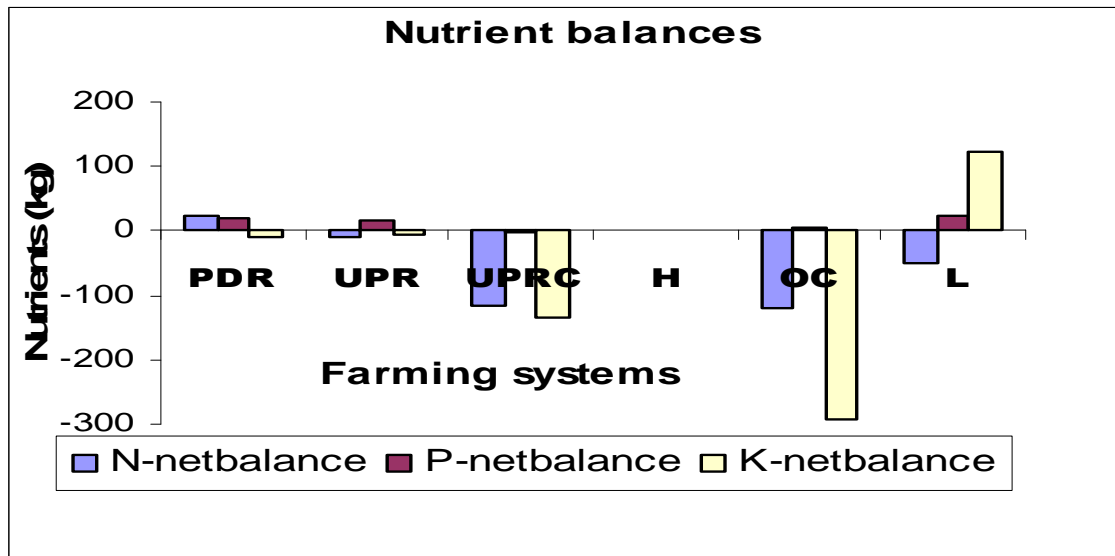 Nutrient balances
Nutrients (kg)
200
100
0
-100
-200
-300
PDR UPR UPRC H OC L
Farming systems
N-netbalance P-netbalance K-netbalance